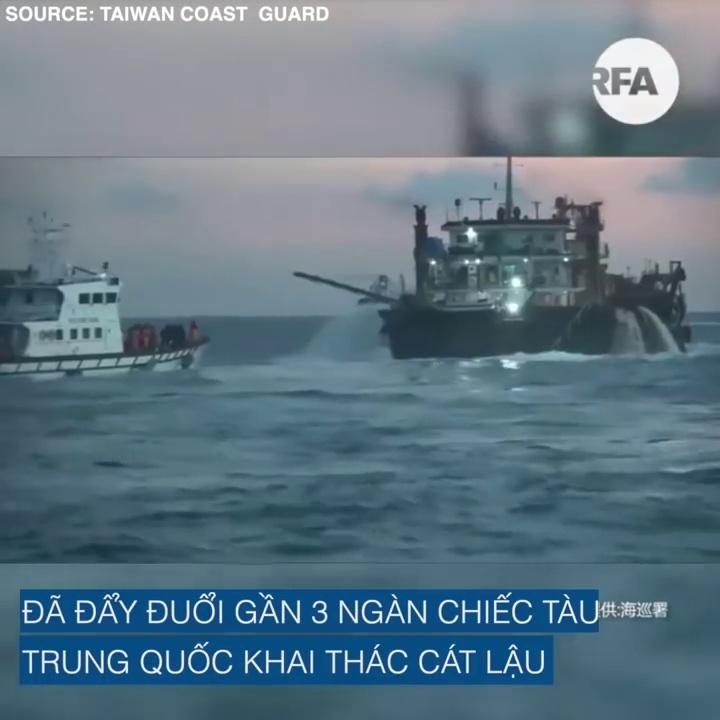 SOURCE: TAIWAN COAST GUARD
RFA
ĐÃ ĐẨY ĐUỔI GẦN 3 NGÀN CHIẾC TÀU
供:海巡署
TRUNG QUỐC KHAI THÁC CÁT LẬU